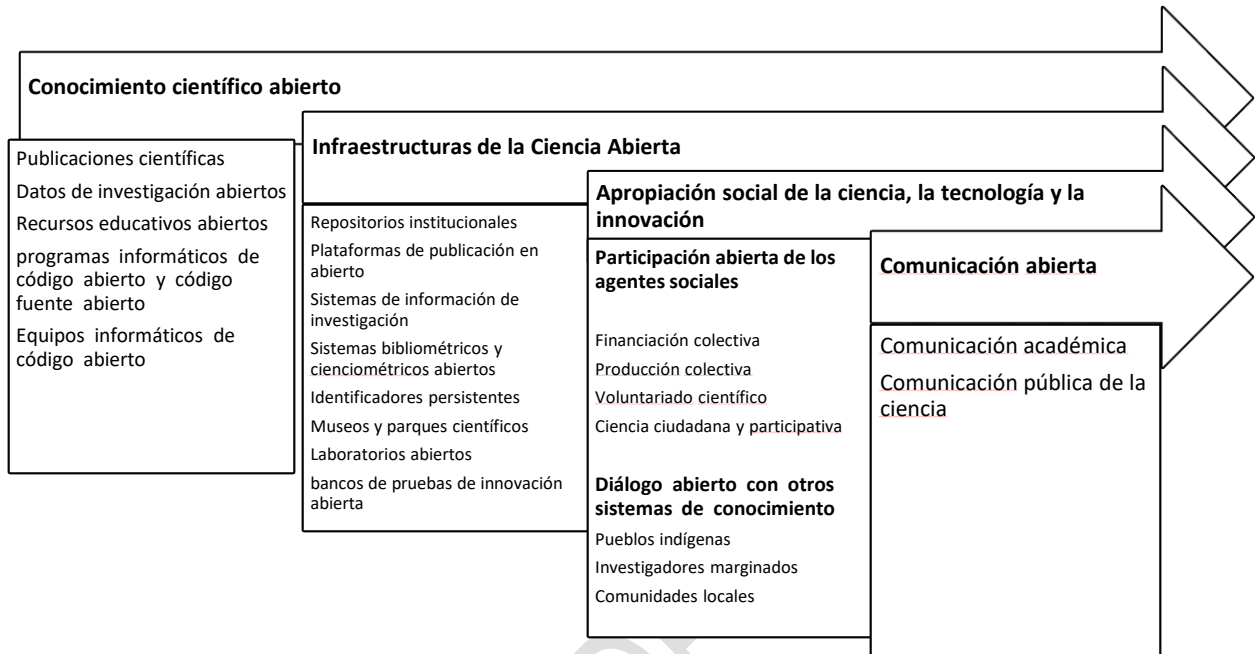 Conocimiento científico abierto
Publicaciones científicas
Datos de investigación abiertos
Recursos educativos abiertos
programas informáticos de
código abierto y código
fuente abierto
Equipos informáticos de
código abierto
Infraestructuras de la Ciencia Abierta
Repositorios institucionales
Plataformas de publicación en
abierto
Sistemas de información de
investigación
Sistemas bibliométricos y
cienciométricos abiertos
Identificadores persistentes
Museos y parques científicos
Laboratorios abiertos
bancos de pruebas de innovación
abierta
Apropiación social de la ciencia, la tecnología y la
innovación
Participación abierta de los
agentes sociales
Financiación colectiva
Producción colectiva
Voluntariado científico
Ciencia ciudadana y participativa
Diálogo abierto con otros
sistemas de conocimiento
Pueblos indígenas
Investigadores marginados
Comunidades locales
Comunicación abierta
Comunicación académica
Comunicación pública de la
ciencia